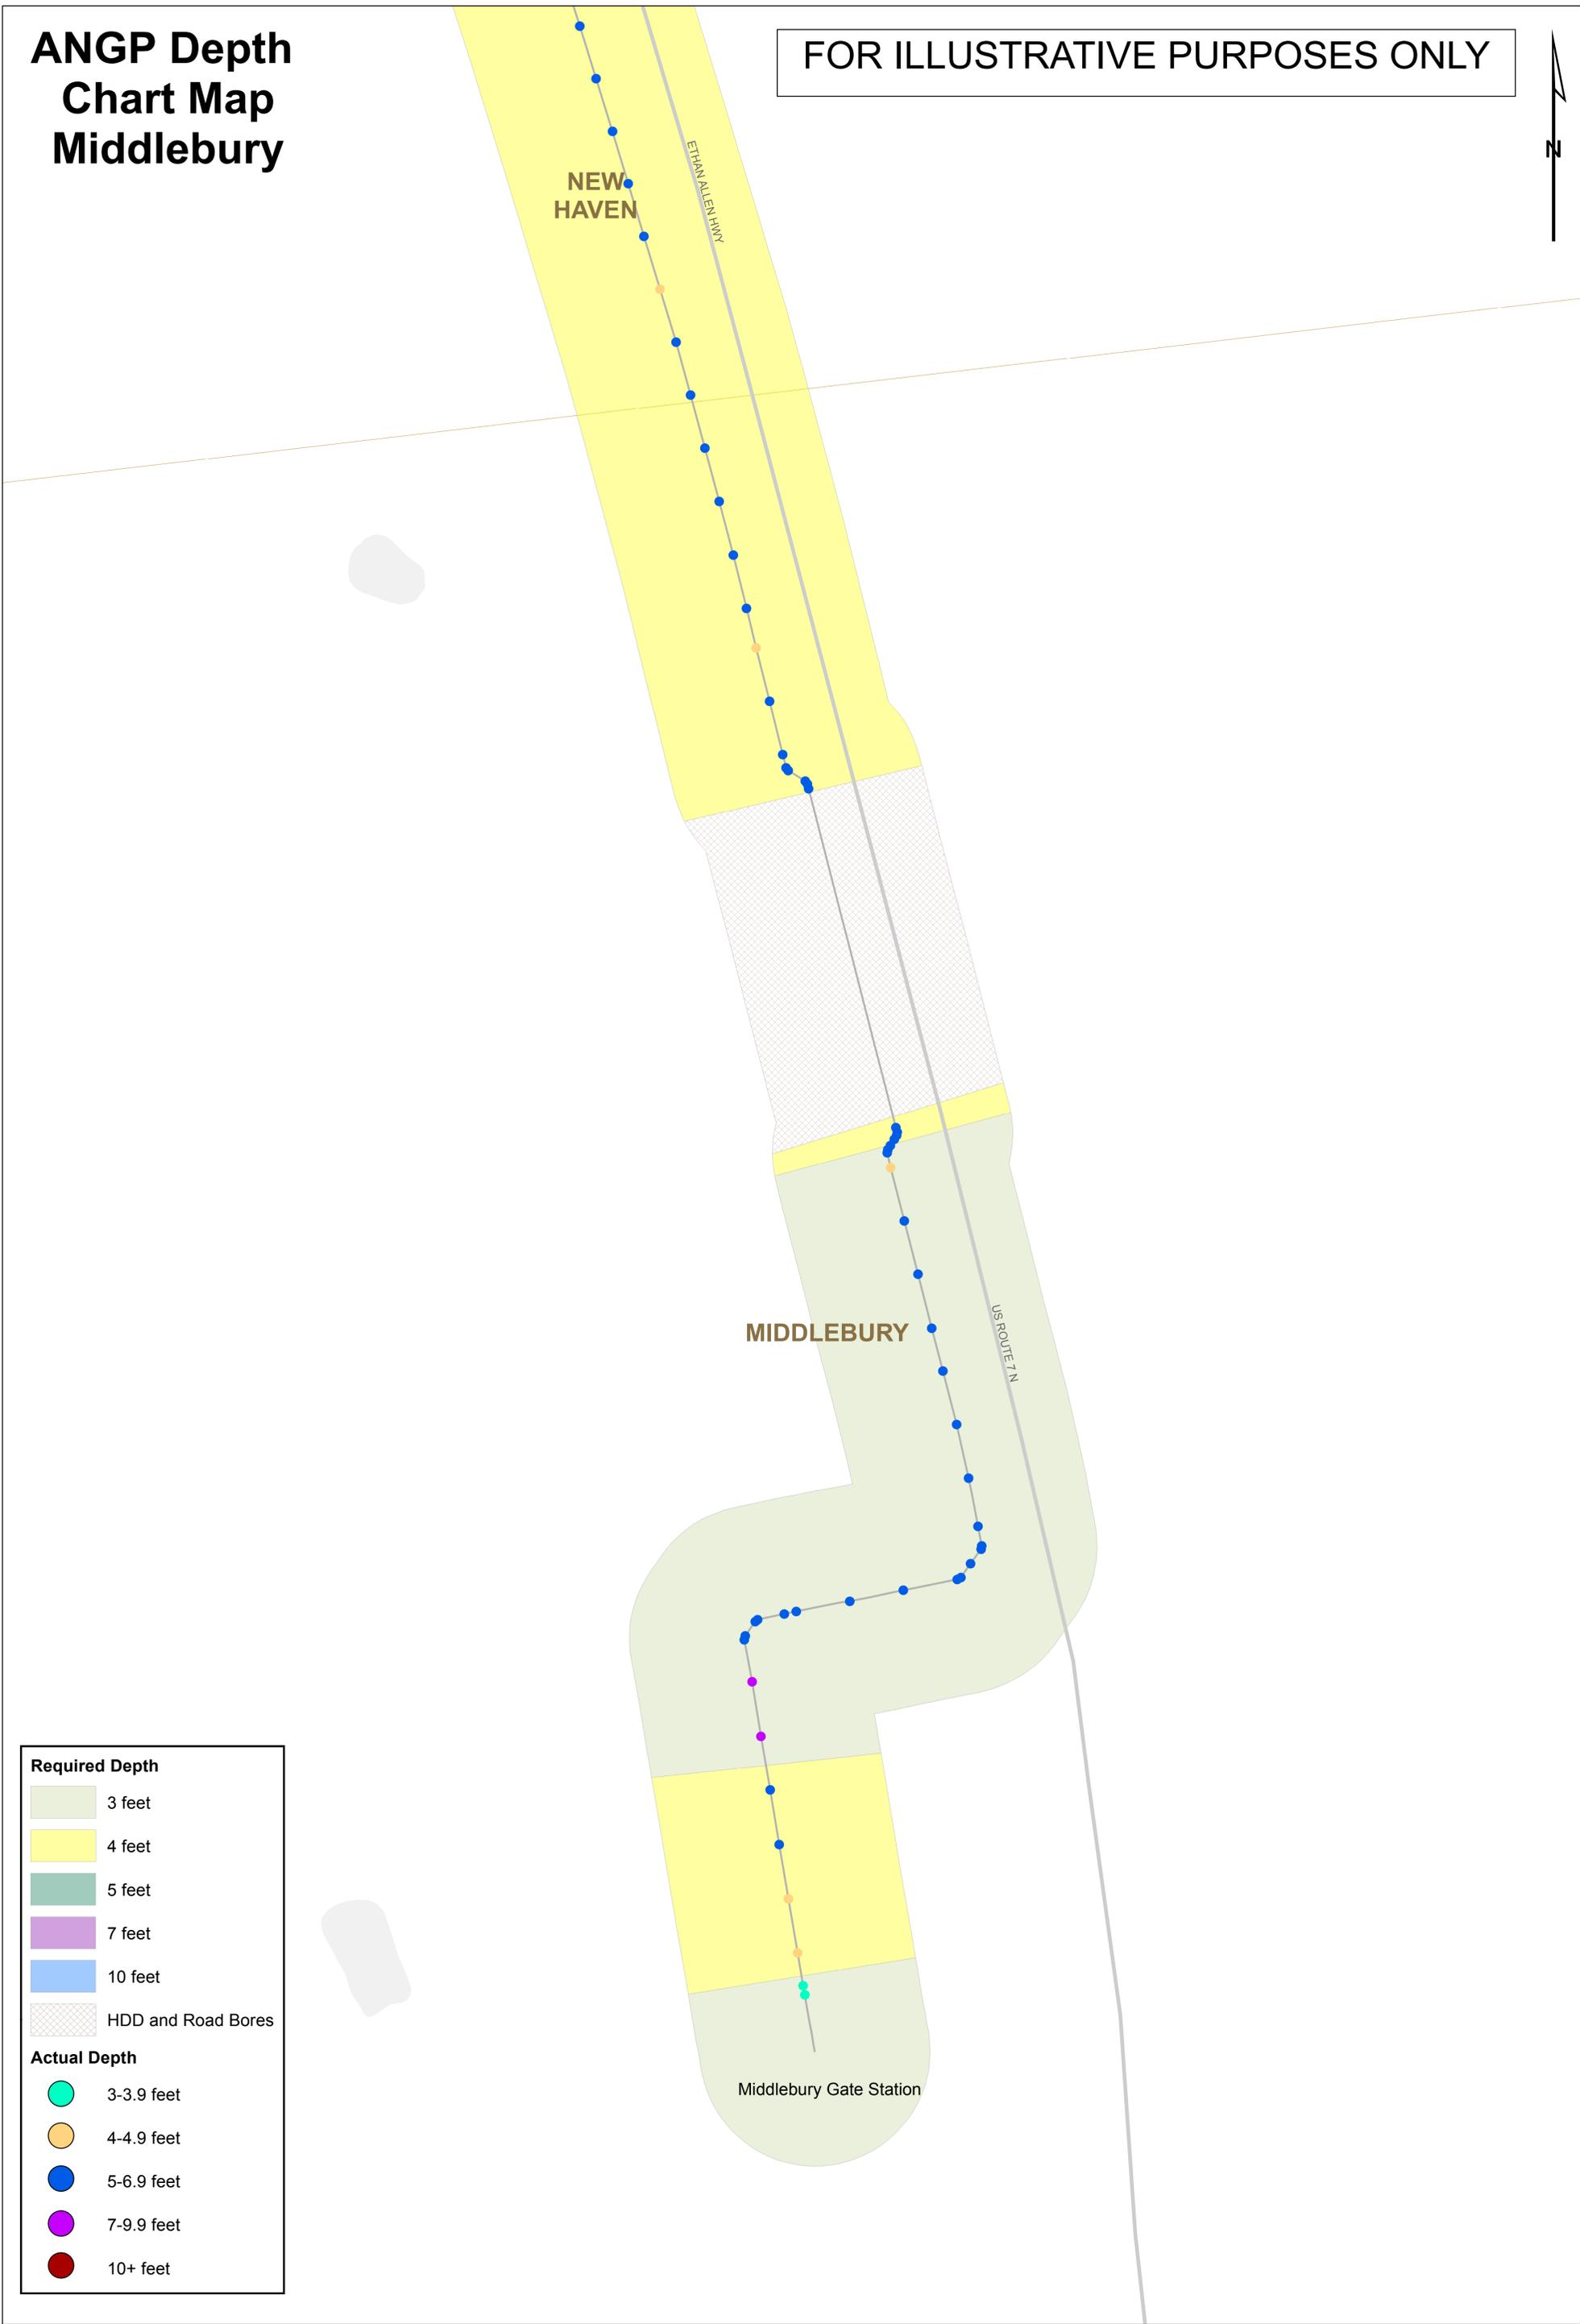 ANGP Depth
Chart Map
Middlebury
FOR ILLUSTRATIVE PURPOSES ONLY
N
ETHAN ALLEN HWY
NEW
HAVEN
US ROUTE 7 N
MIDDLEBURY
Middlebury Gate Station
Required Depth
3 feet
4 feet
5 feet
7 feet
10 feet
HDD and Road Bores
Actual Depth
3-3.9 feet
4-4.9 feet
5-6.9 feet
7-9.9 feet
10+ feet